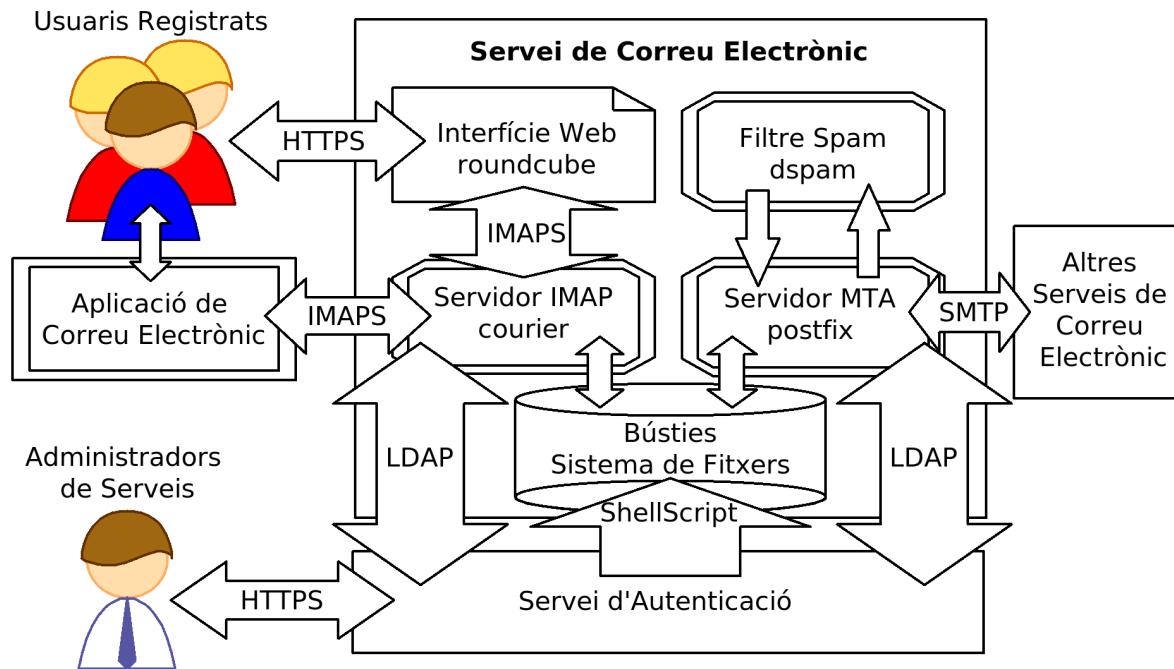 Usuaris Registrats
Servei de Correu Electrònic
HTTPS
Interfície Web
roundcube
Filtre Spam
dspam
IMAPS
Aplicació de
Correu Electrònic
IMAPS
Servidor IMAP
courier
Servidor MTA
postfix
SMTP
Altres
Serveis de
Correu
Electrònic
LDAP
Bústies
Sistema de Fitxers
LDAP
ShellScript
Administradors
de Serveis
HTTPS
Servei d'Autenticació